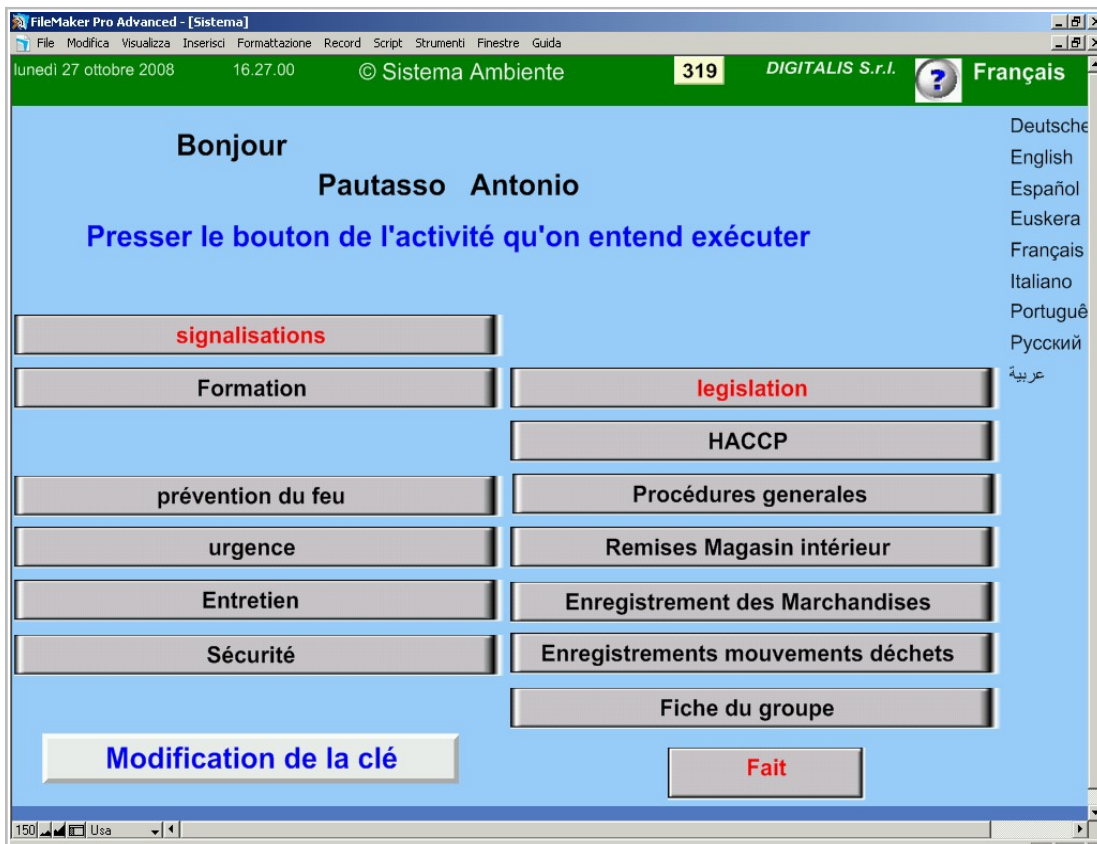 FileMaker Pro Advanced - [Sistema]
File Modifica Visualizza Inserisci Formattazione Record Script Strumenti Finestre Guida
lunedì 27 ottobre 2008 16.27.00 © Sistema Ambiente 319 DIGITALIS S.r.l. ? Français
Deutsche
Bonjour
English
Pautasso Antonio
Español
Presser le bouton de l'activité qu'on entend exécuter
Euskera
Français
Italiano
Portuguê
signalisations
Русский
Formation legislation
عربية
HACCP
prévention du feu Procédures generales
urgence Remises Magasin intérieur
Entretien Enregistrement des Marchandises
Sécurité Enregistrements mouvements déchets
Fiche du groupe
Modification de la clé Fait
150 Usa